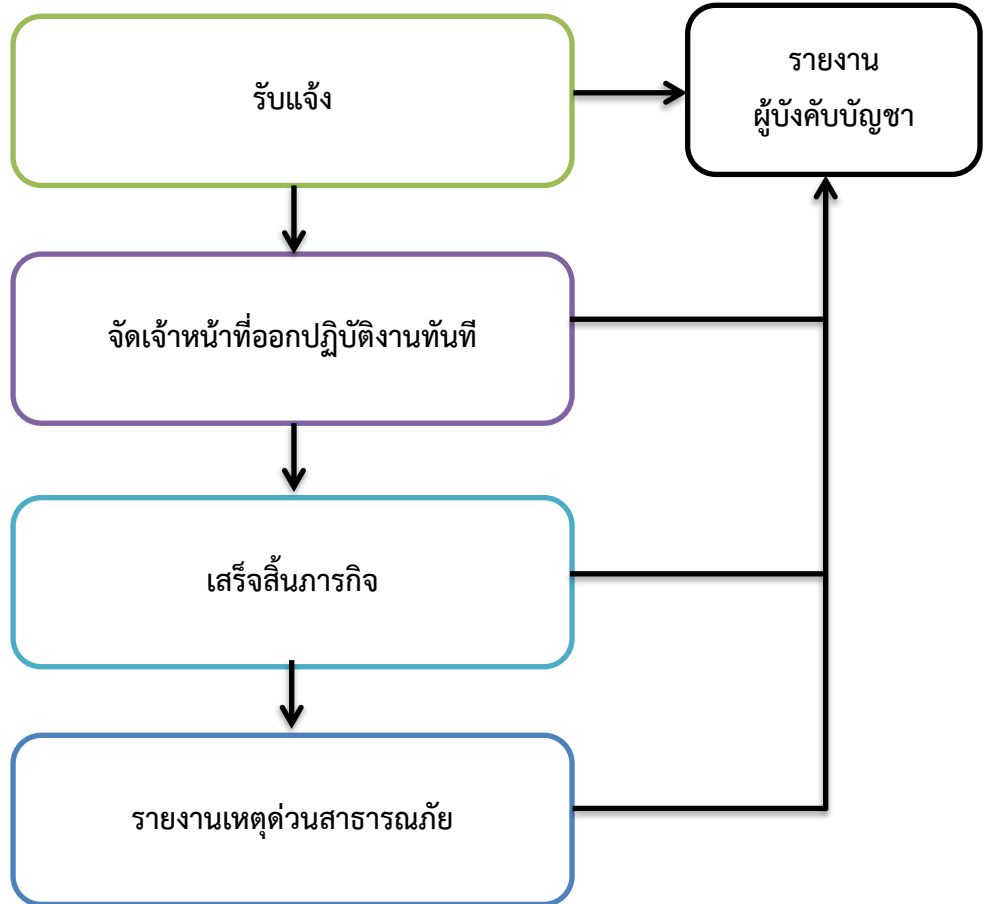 รับแจ้ง
รายงาน
ผู้บังคับบัญชา
จัดเจ้าหน้าที่ออกปฏิบัติงานทันที
เสร็จสิ้นภารกิจ
รายงานเหตุด่วนสาธารณภัย